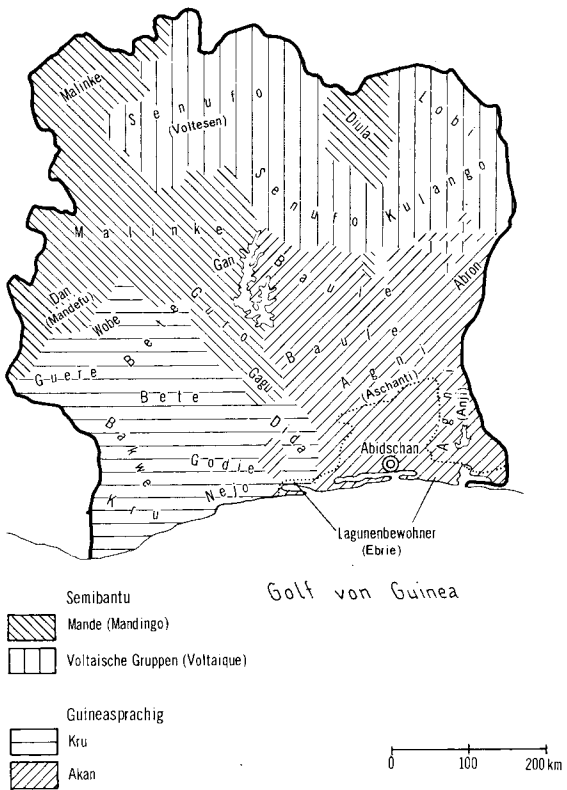 Malinke
Senufo
(Voltesen)
Diula
Lobi
Senufo
Kulango
Malinke
Gan
Baule
Abron
Dan
(Mandefu)
Wobe
Guro
Baule
Guere
Bete
Gagu
Agni
(Aschanti)
Bete
Agni
(Anji)
Dida
Bakwe
Godie
Abidschan
Nejo
Kru
Lagunenbewohner
(Ebrie)
Golf von Guinea
Semibantu
Mande (Mandingo)
Voltaische Gruppen (Voltaique)
Guineasprachig
Kru
Akan
0 100 200 km